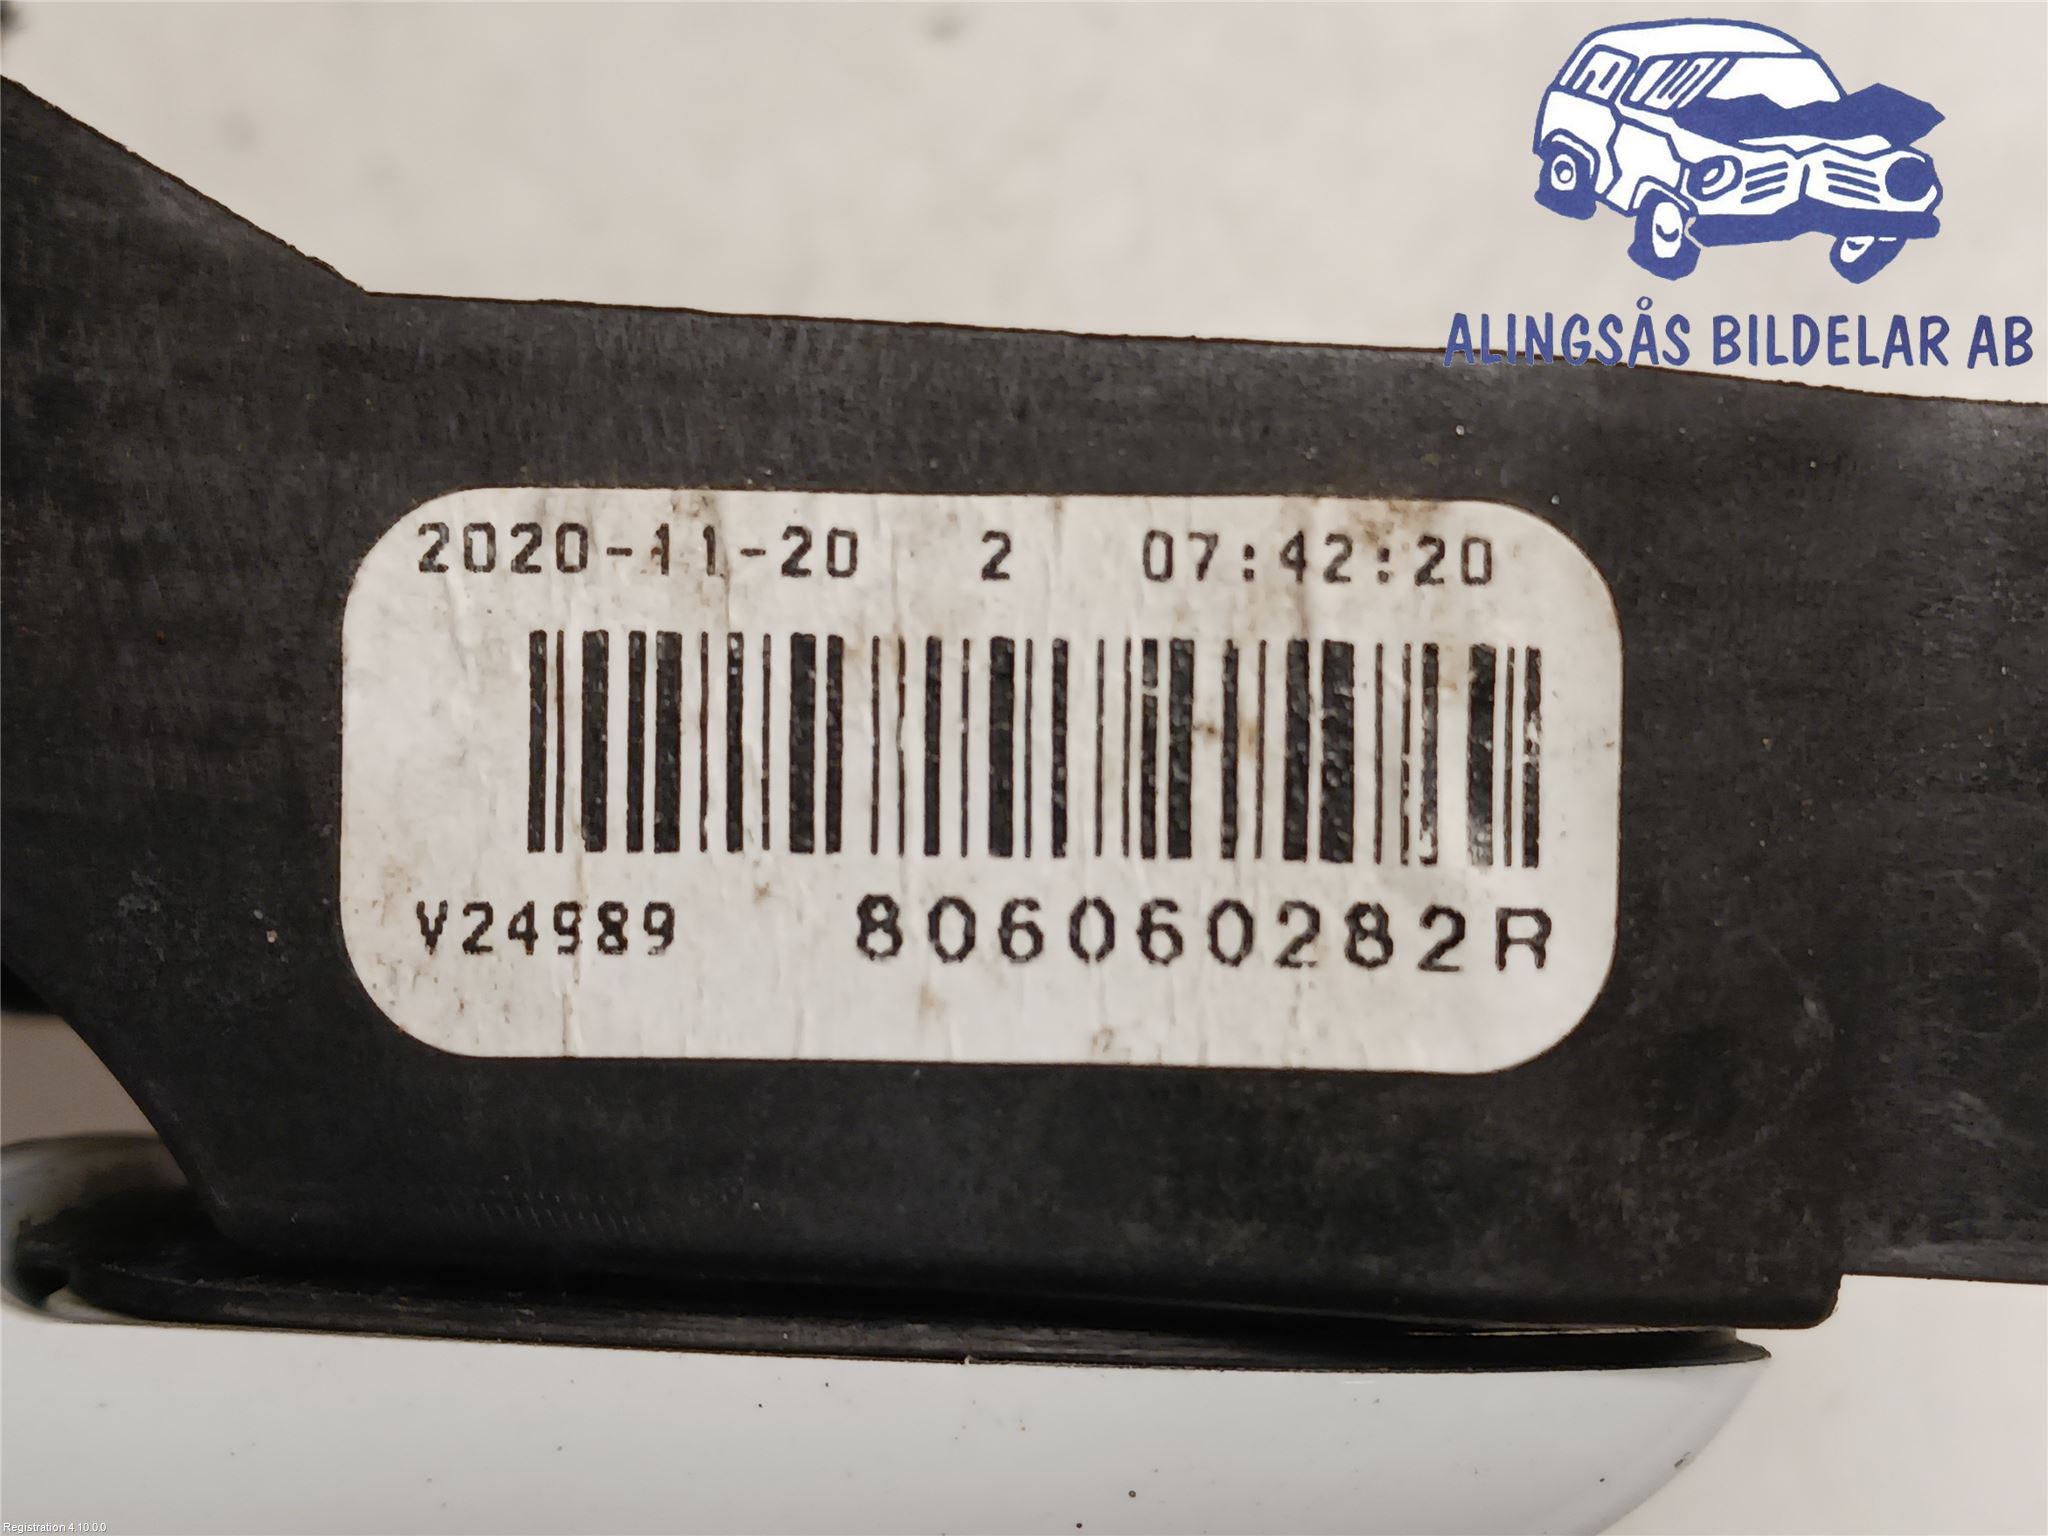 ALINGSÅS BILDELAR AB
2020-11-20 2 07:42:20
V24989 806060282R
Registration 4.10.0.0